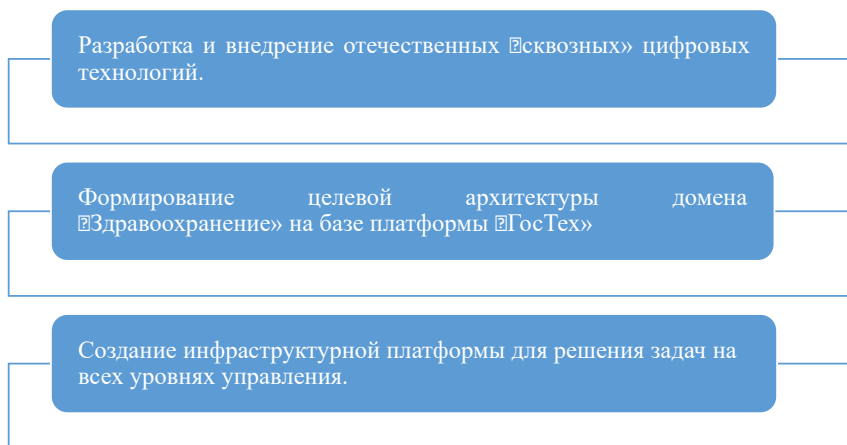 Разработка и внедрение отечественных �сквозных» цифровых
технологий.
Формирование целевой архитектуры домена
�Здравоохранение» на базе платформы �ГосТех»
Создание инфраструктурной платформы для решения задач на
всех уровнях управления.